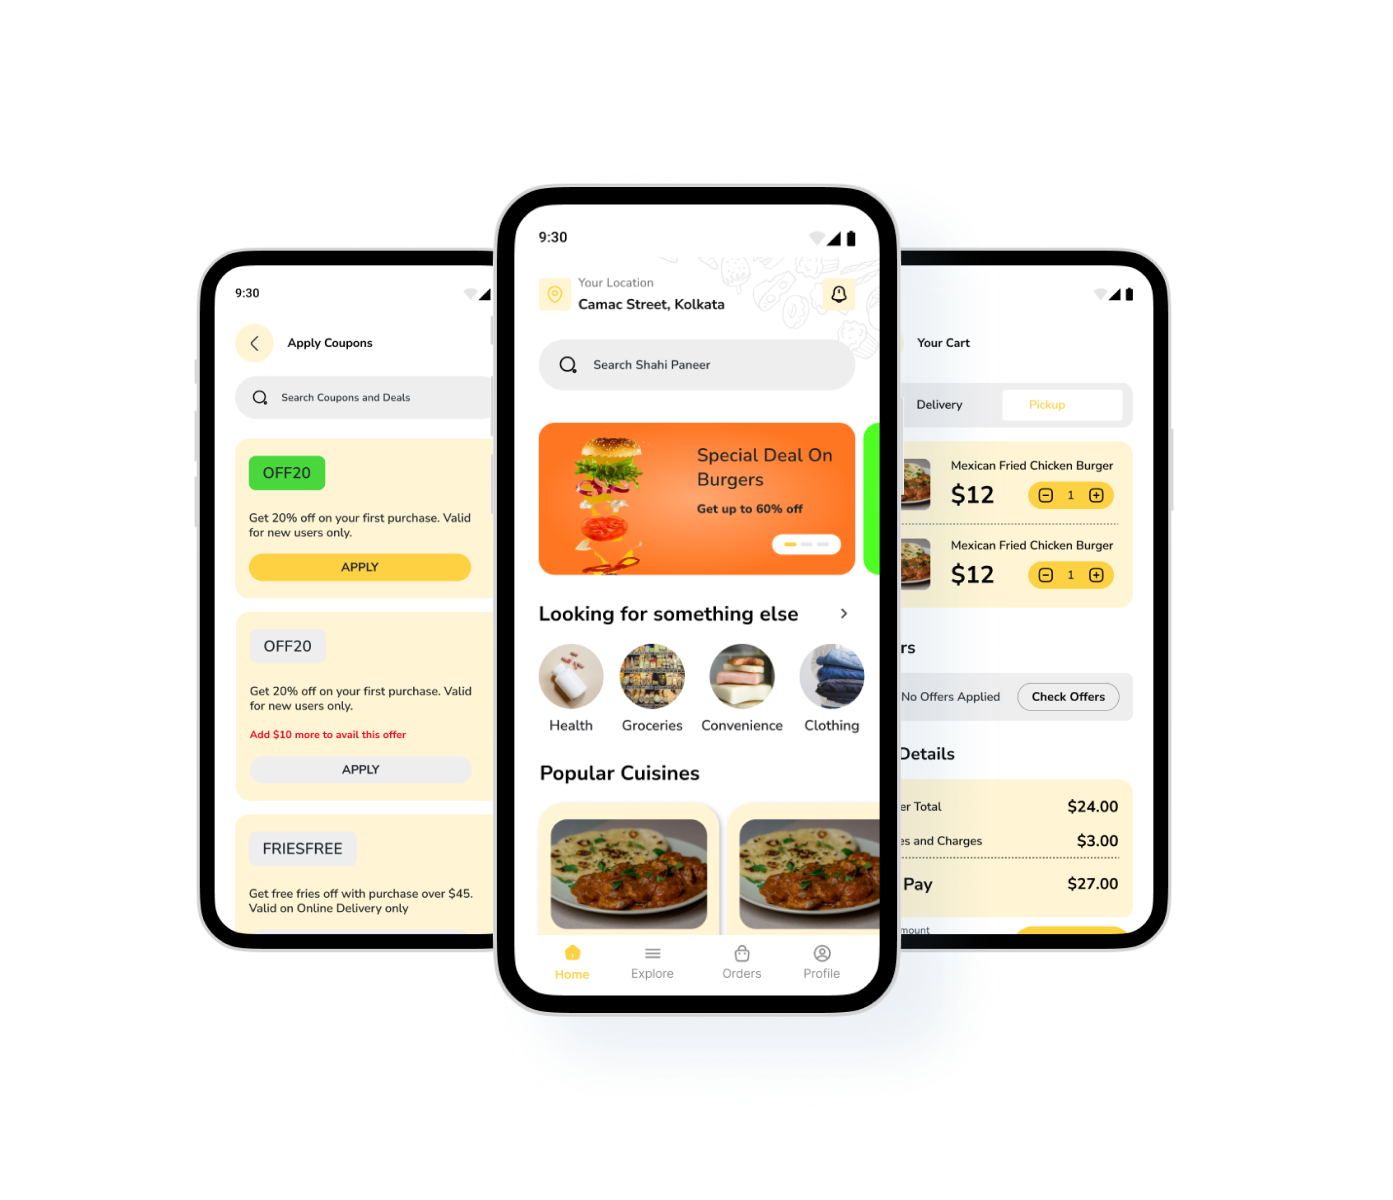 9:30
Apply Coupons
Search Coupons and Deals
OFF20
Get 20% off on your first purchase. Valid
for new users only.
APPLY
OFF20
Get 20% off on your first purchase. Valid
for new users only.
Add $10 more to avail this offer
APPLY
FRIESFREE
Get free fries off with purchase over $45.
Valid on Online Delivery only
9:30
Your Location
Camac Street, Kolkata
Search Shahi Paneer
Special Deal On
Burgers
Get up to 60% off
Looking for something else
Health
Groceries
Convenience
Clothing
Popular Cuisines
Home
Explore
Orders
Profile
Your Cart
Delivery
Pickup
Mexican Fried Chicken Burger
$12
1
Mexican Fried Chicken Burger
$12
1
rs
No Offers Applied
Check Offers
Details
er Total
$24.00
es and Charges
$3.00
Pay
$27.00
mount